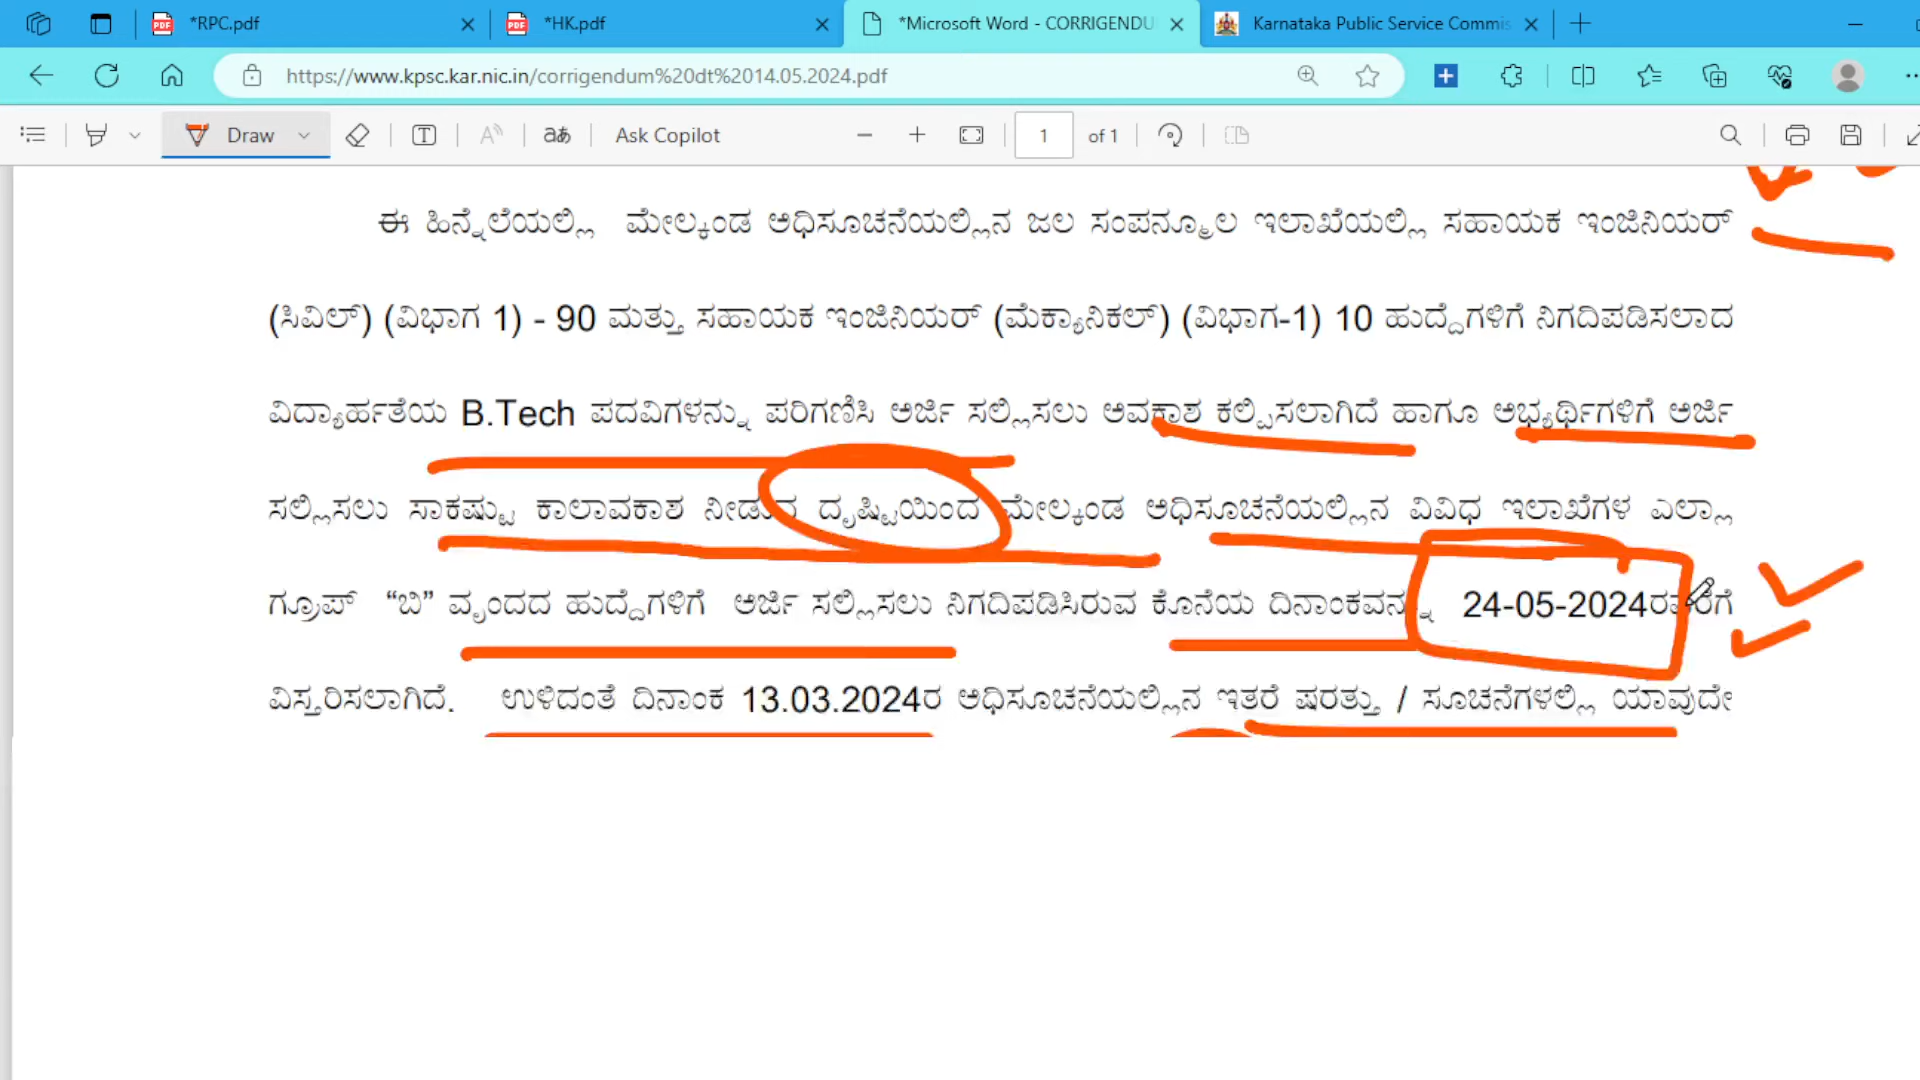 *RPC.pdf
*HK.pdf
*Microsoft Word - CORRIGENDU
Karnataka Public Service Commis
https://www.kpsc.kar.nic.in/corrigendum%20dt%2014.05.2024.pdf
Draw
T
A
aあ
Ask Copilot
1
of 1
ಈ ಹಿನ್ನೆಲೆಯಲ್ಲಿ ಮೇಲ್ಕಂಡ ಅಧಿಸೂಚನೆಯಲ್ಲಿನ ಜಲ ಸಂಪನ್ಮೂಲ ಇಲಾಖೆಯಲ್ಲಿ ಸಹಾಯಕ ಇಂಜಿನಿಯರ್
(ಸಿವಿಲ್) (ವಿಭಾಗ 1) - 90 ಮತ್ತು ಸಹಾಯಕ ಇಂಜಿನಿಯರ್ (ಮೆಕ್ಯಾನಿಕಲ್) (ವಿಭಾಗ-1) 10 ಹುದ್ದೆಗಳಿಗೆ ನಿಗದಿಪಡಿಸಲಾದ
ವಿದ್ಯಾರ್ಹತೆಯ B.Tech ಪದವಿಗಳನ್ನು ಪರಿಗಣಿಸಿ ಅರ್ಜಿ ಸಲ್ಲಿಸಲು ಅವಕಾಶ ಕಲ್ಪಿಸಲಾಗಿದೆ ಹಾಗೂ ಅಭ್ಯರ್ಥಿಗಳಿಗೆ ಅರ್ಜಿ
ಸಲ್ಲಿಸಲು ಸಾಕಷ್ಟು ಕಾಲಾವಕಾಶ ನೀಡುವ ದೃಷ್ಟಿಯಿಂದ ಮೇಲ್ಕಂಡ ಅಧಿಸೂಚನೆಯಲ್ಲಿನ ವಿವಿಧ ಇಲಾಖೆಗಳ ಎಲ್ಲಾ
ಗ್ರೂಪ್ “ಬಿ” ವೃಂದದ ಹುದ್ದೆಗಳಿಗೆ ಅರ್ಜಿ ಸಲ್ಲಿಸಲು ನಿಗದಿಪಡಿಸಿರುವ ಕೊನೆಯ ದಿನಾಂಕವನ್ನು 24-05-2024ರವರೆಗೆ
ವಿಸ್ತರಿಸಲಾಗಿದೆ. ಉಳಿದಂತೆ ದಿನಾಂಕ 13.03.2024ರ ಅಧಿಸೂಚನೆಯಲ್ಲಿನ ಇತರೆ ಷರತ್ತು / ಸೂಚನೆಗಳಲ್ಲಿ ಯಾವುದೇ